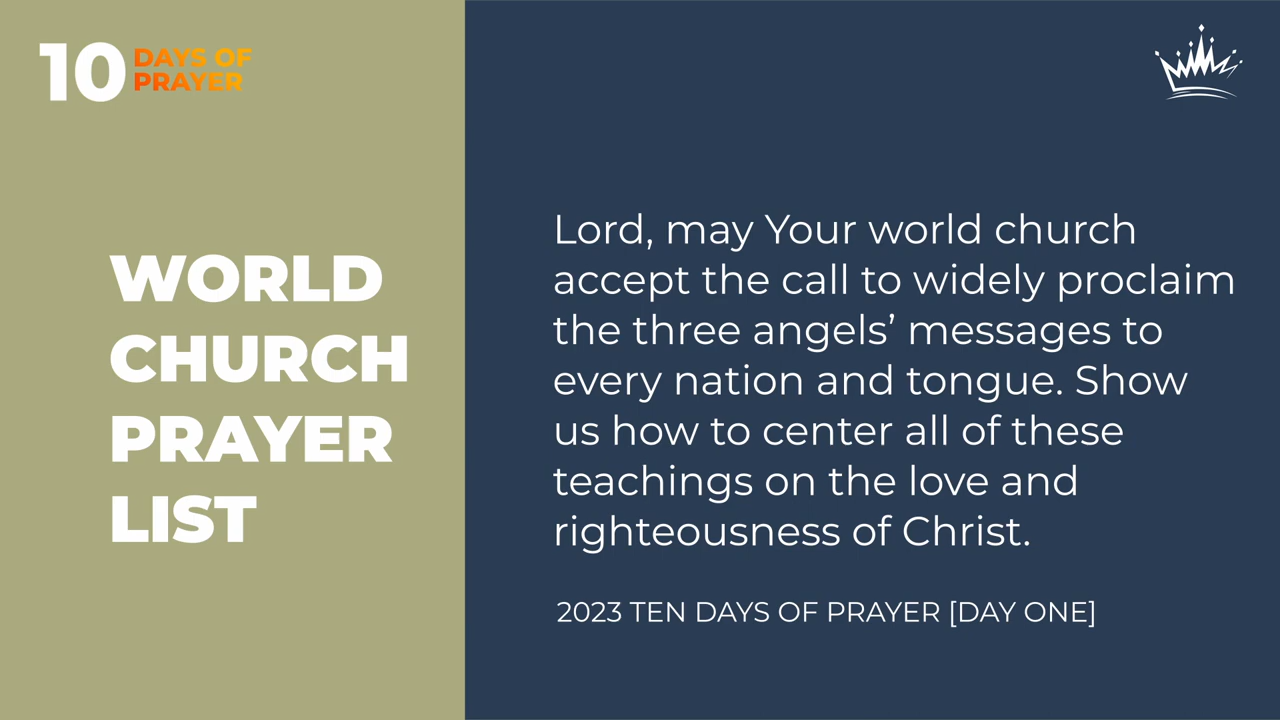 10 DAYS OF
PRAYER
WORLD
CHURCH
PRAYER
LIST
Lord, may Your world church
accept the call to widely proclaim
the three angels’ messages to
every nation and tongue. Show
us how to center all of these
teachings on the love and
righteousness of Christ.
2023 TEN DAYS OF PRAYER [DAY ONE]